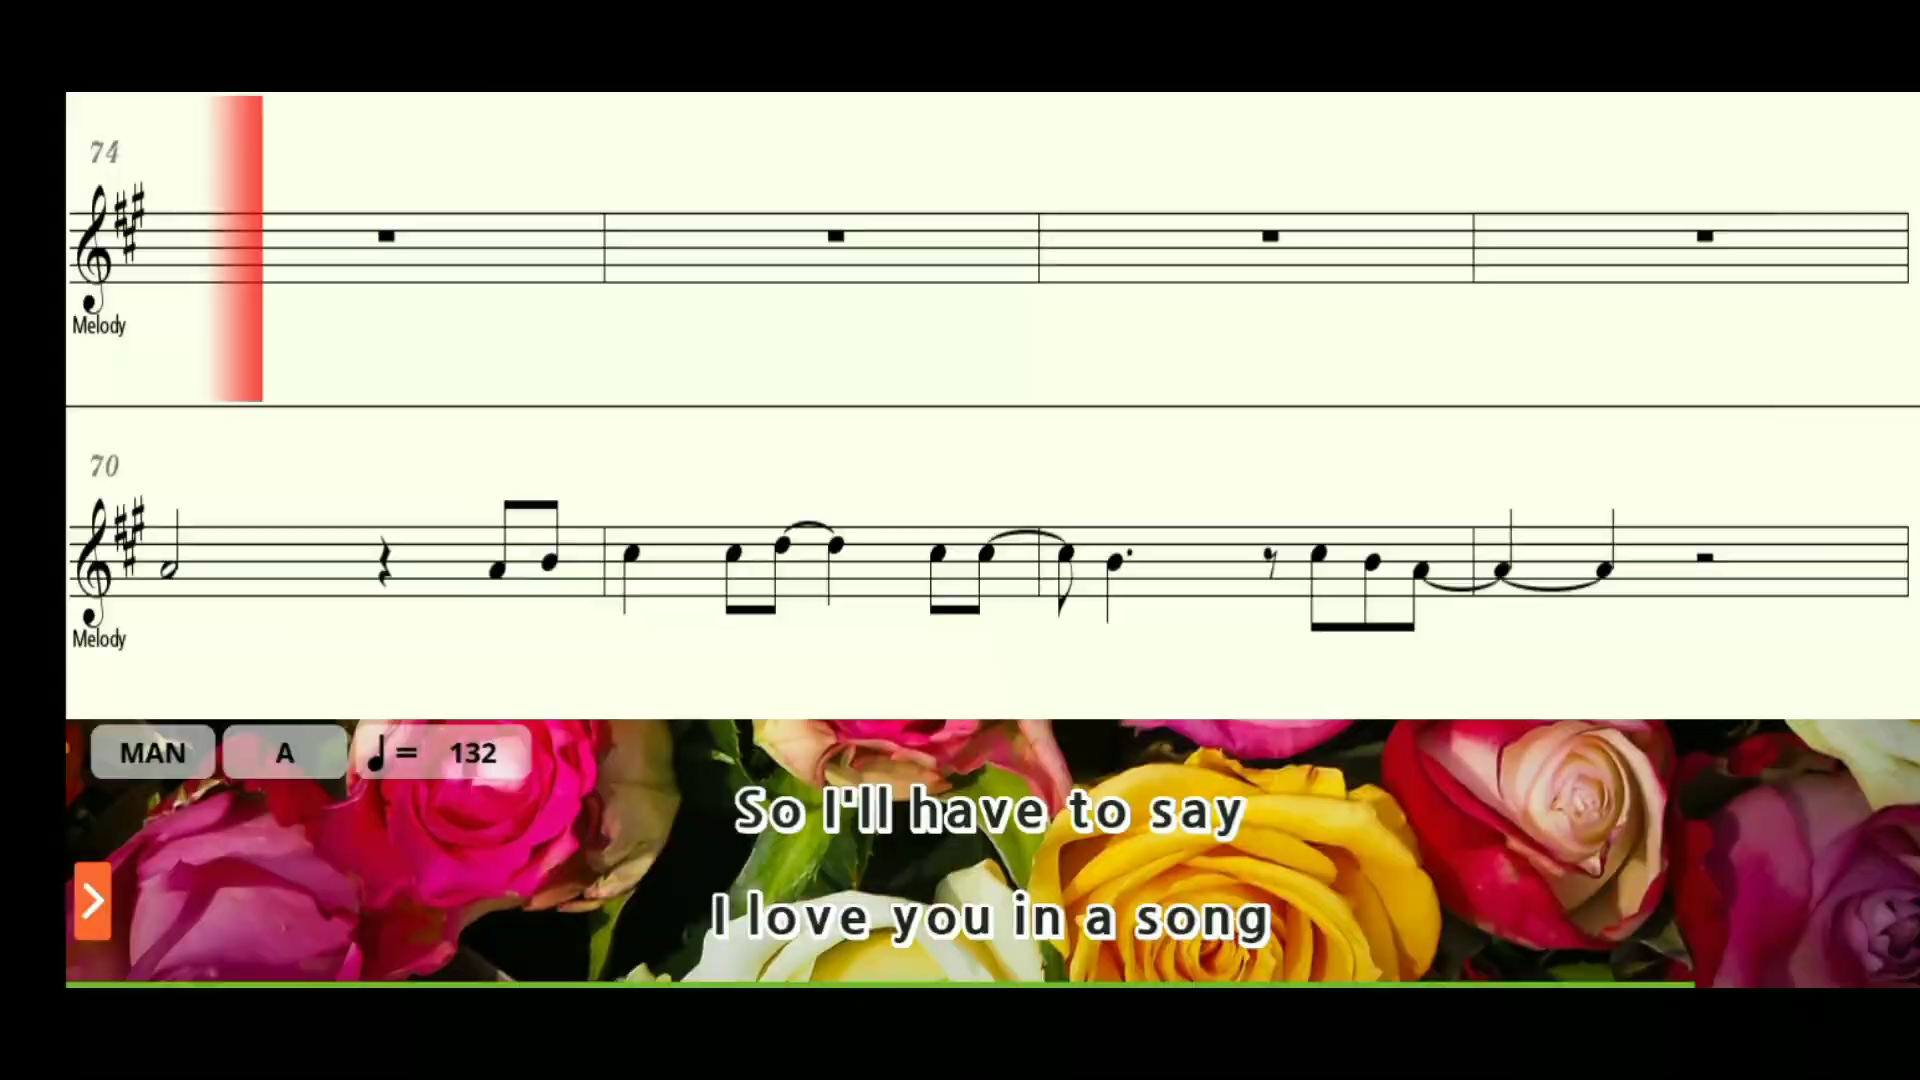 74
Melody
70
Melody
MAN A ♩= 132
So I'll have to say
I love you in a song